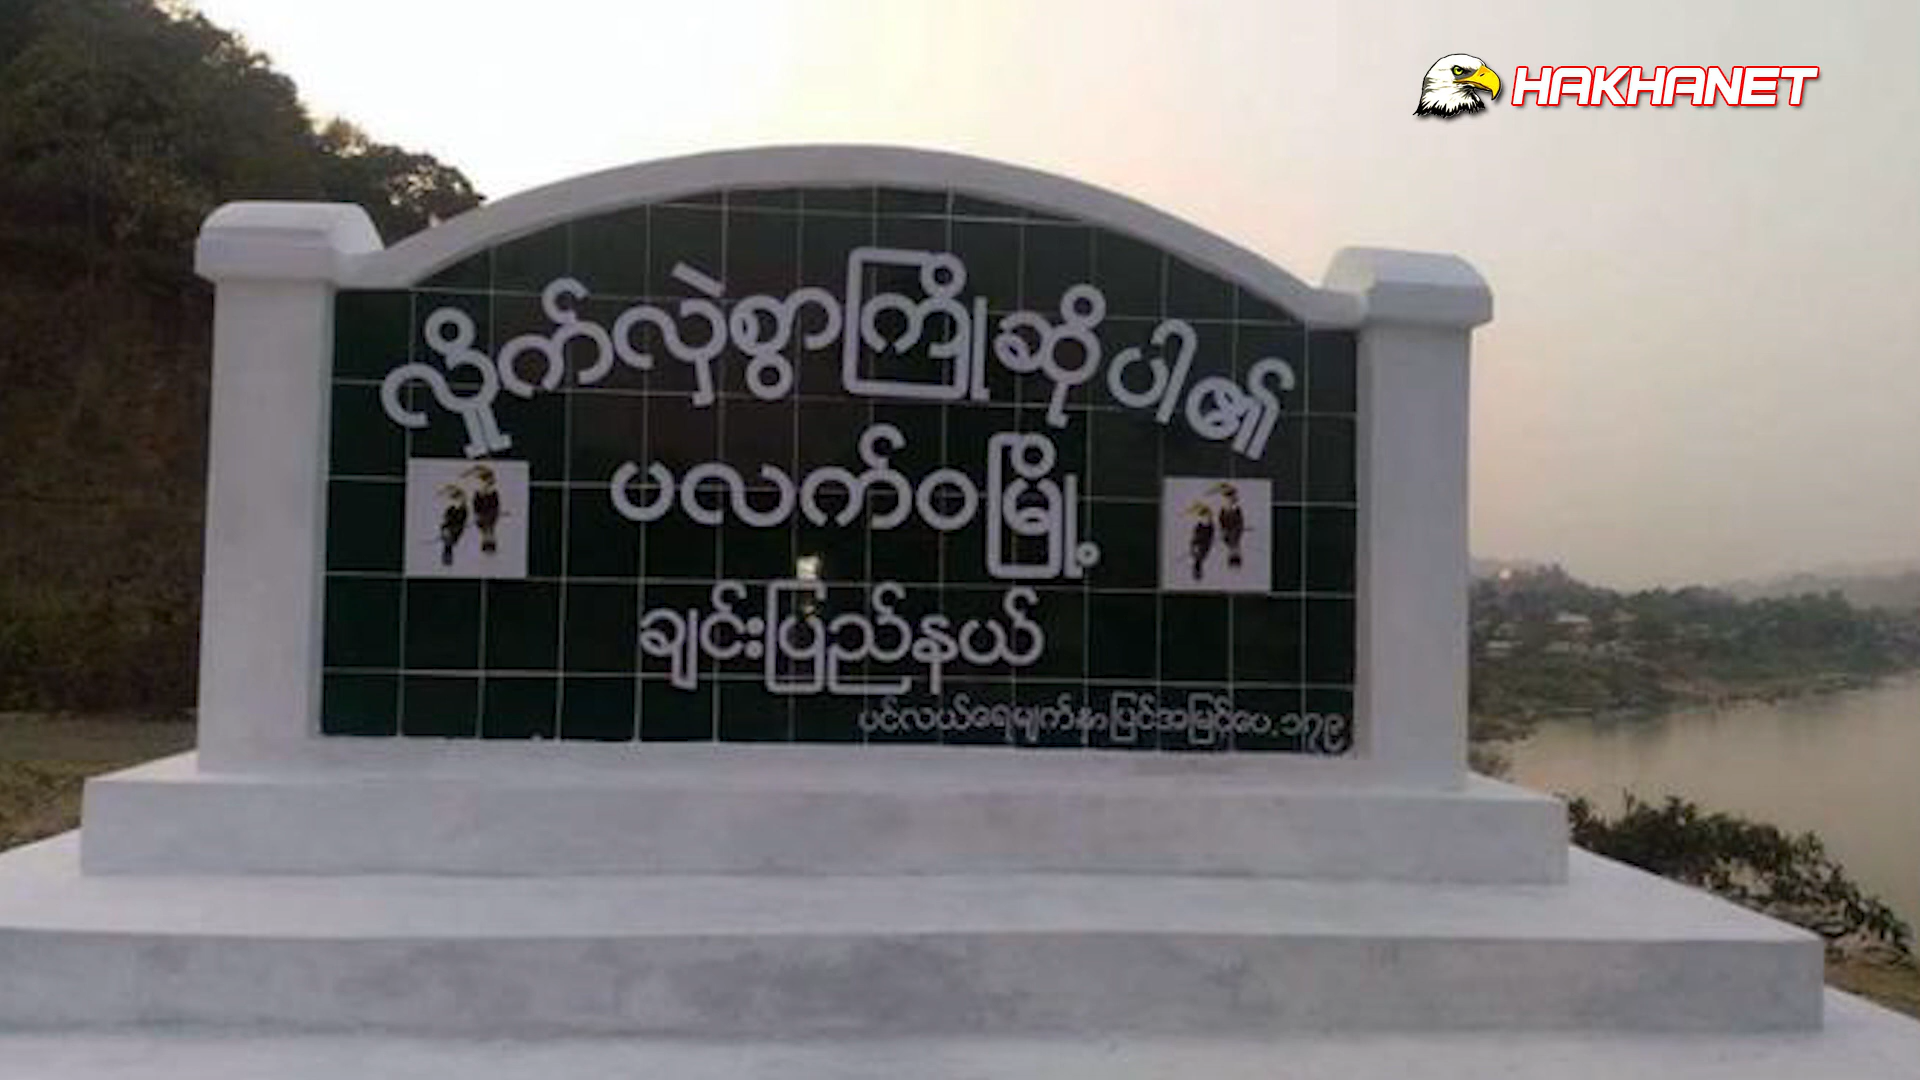 HAKHANET
လှိုက်လှဲစွာကြိုဆိုပါ၏
ပလက်ဝမြို့
ချင်းပြည်နယ်
ပင်လယ်ရေမျက်နှာပြင်အမြင့်ပေ.၁၇၉